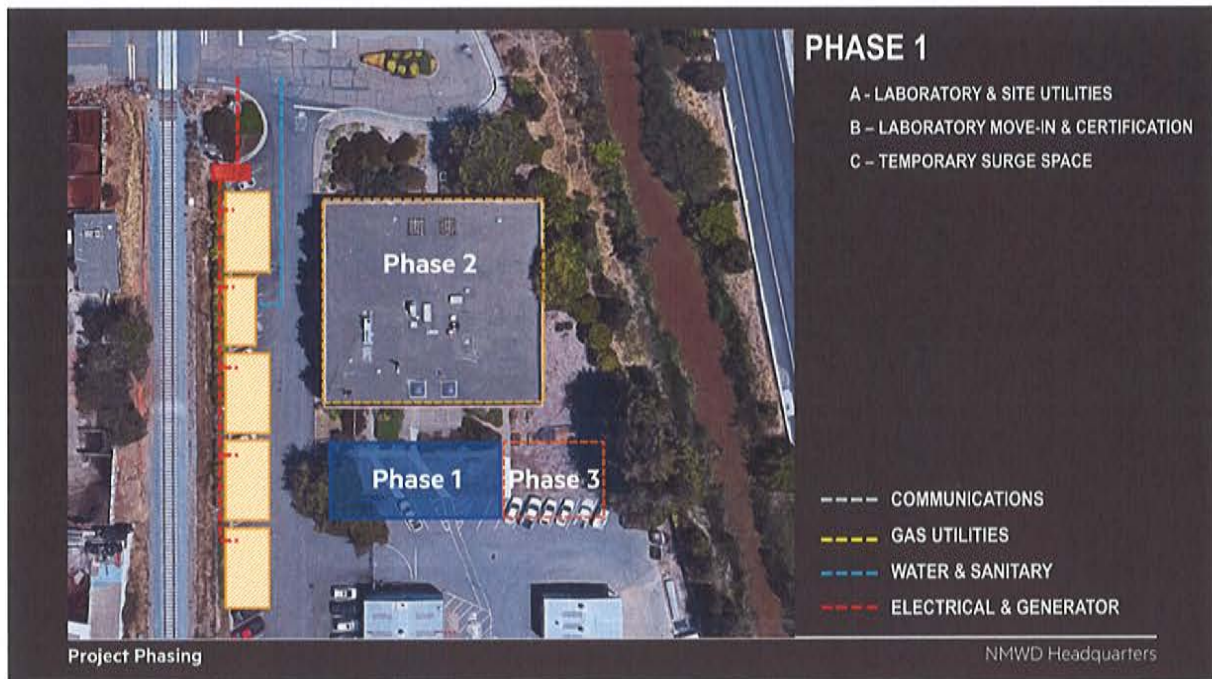 PHASE 1
A - LABORATORY & SITE UTILITIES
B – LABORATORY MOVE-IN & CERTIFICATION
C – TEMPORARY SURGE SPACE
Phase 2
Phase 1
Phase 3
COMMUNICATIONS
GAS UTILITIES
WATER & SANITARY
ELECTRICAL & GENERATOR
Project Phasing
NMWD Headquarters